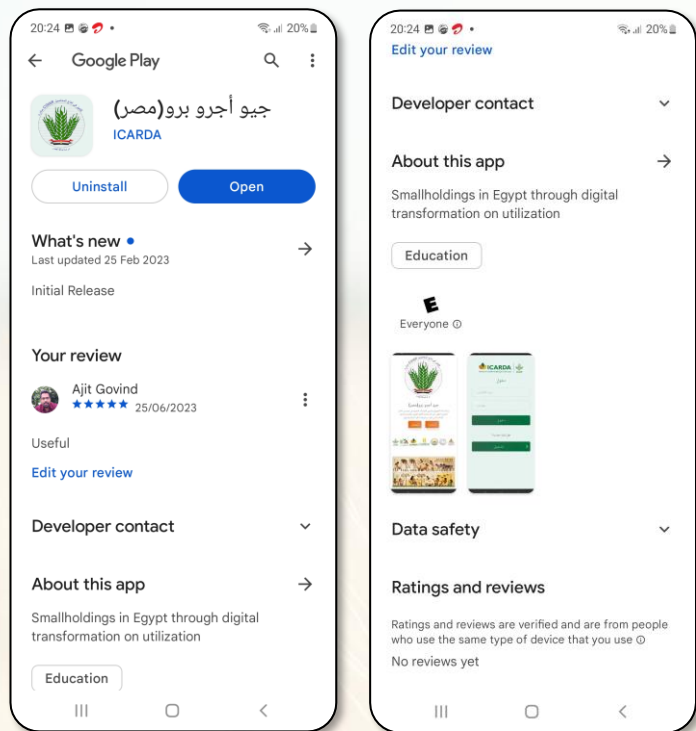 20:24
20%
Google Play
جيو أجرو برو(مصر)
ICARDA
Uninstall
Open
What's new
Last updated 25 Feb 2023
Initial Release
Your review
Ajit Govind
★★★★★ 25/06/2023
Useful
Edit your review
Developer contact
About this app
Smallholdings in Egypt through digital
transformation on utilization
Education
20:24
20%
Edit your review
Developer contact
About this app
Smallholdings in Egypt through digital
transformation on utilization
Education
E
Everyone
ICARDA
Data safety
Ratings and reviews
Ratings and reviews are verified and are from people
who use the same type of device that you use
No reviews yet